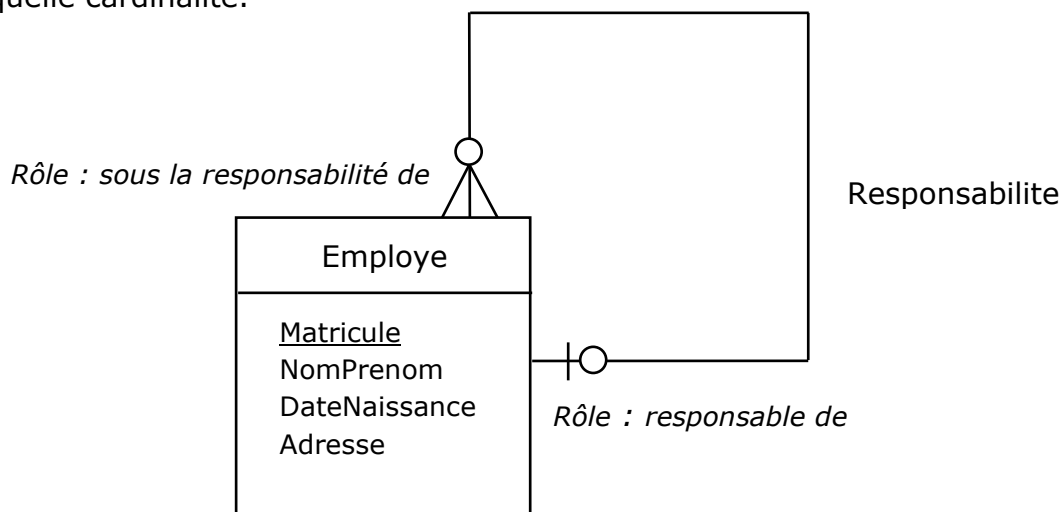 quelle cardinalité.
Rôle : sous la responsabilité de
Responsabilite
Employe
Matricule
NomPrenom
DateNaissance
Adresse
Rôle : responsable de